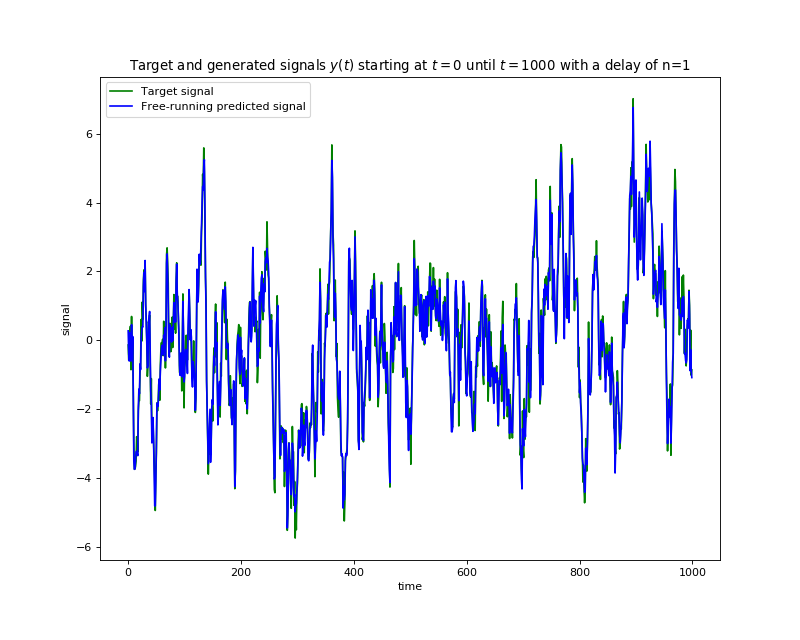 Target and generated signals y(t) starting at t = 0 until t = 1000 with a delay of n=1
Target signal
Free-running predicted signal
6
4
2
0
−2
−4
−6
signal
0
200
400
600
800
1000
time